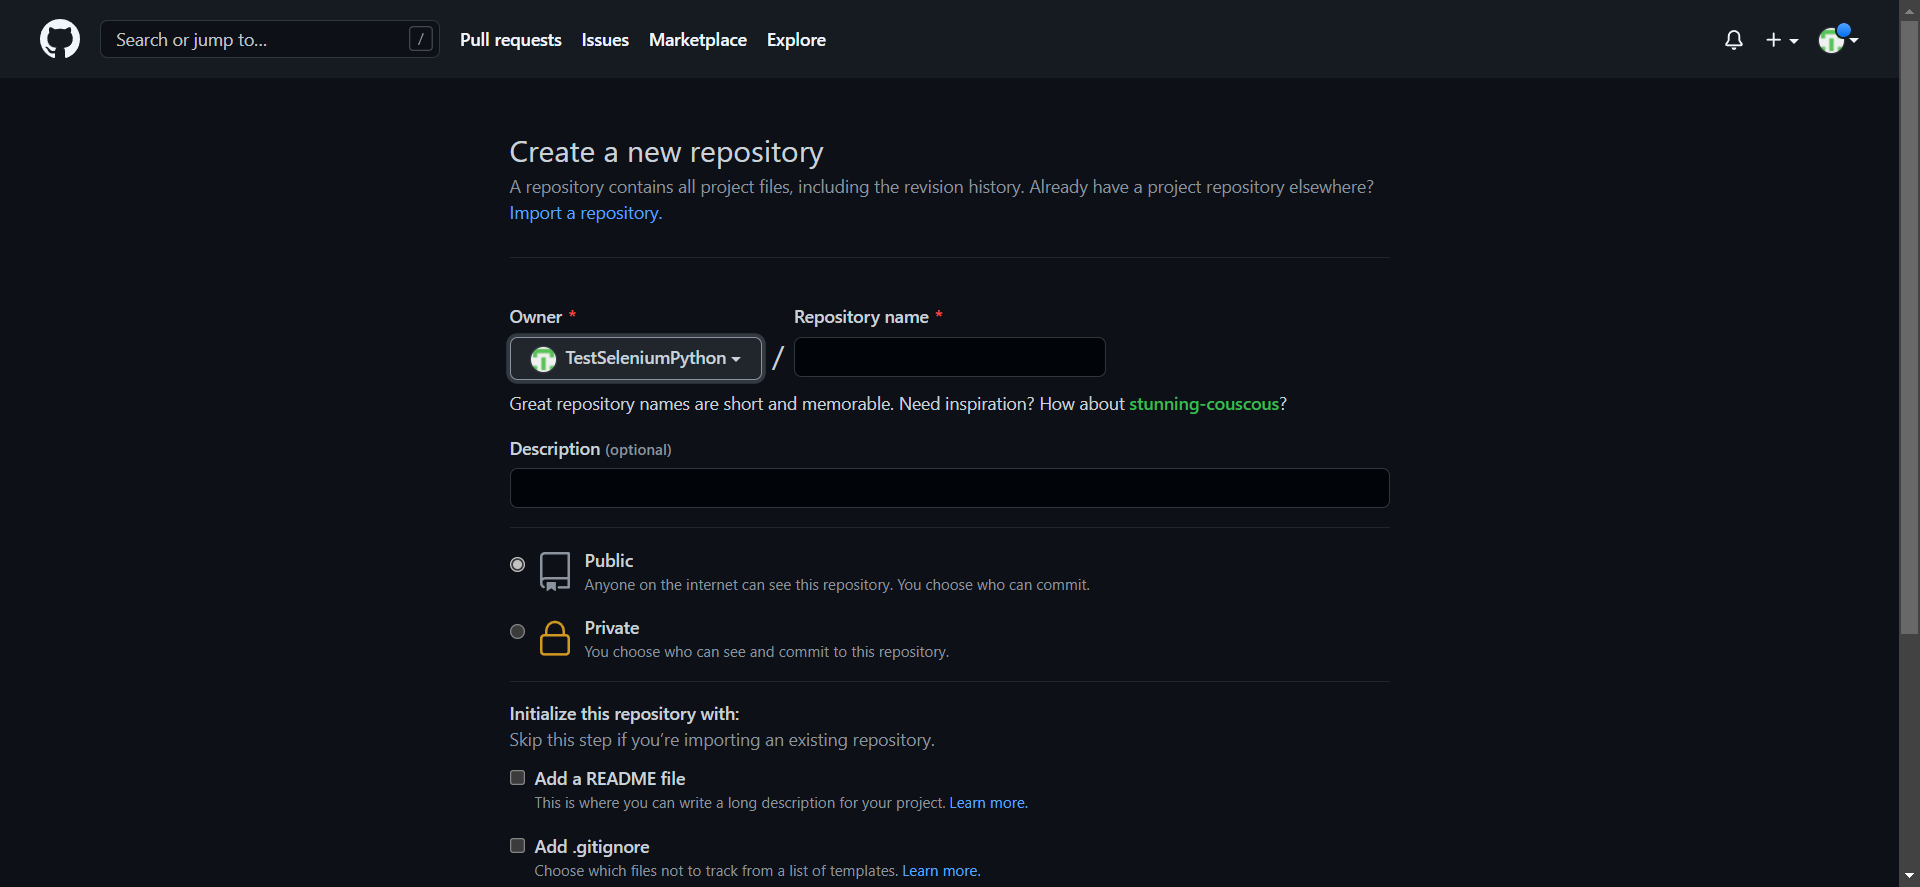 Search or jump to... /
Pull requests Issues Marketplace Explore
Create a new repository
A repository contains all project files, including the revision history. Already have a project repository elsewhere?
Import a repository.
Owner * Repository name *
TestSeleniumPython /
Great repository names are short and memorable. Need inspiration? How about stunning-couscous?
Description (optional)
Public
Anyone on the internet can see this repository. You choose who can commit.
Private
You choose who can see and commit to this repository.
Initialize this repository with:
Skip this step if you’re importing an existing repository.
Add a README file
This is where you can write a long description for your project. Learn more.
Add .gitignore
Choose which files not to track from a list of templates. Learn more.